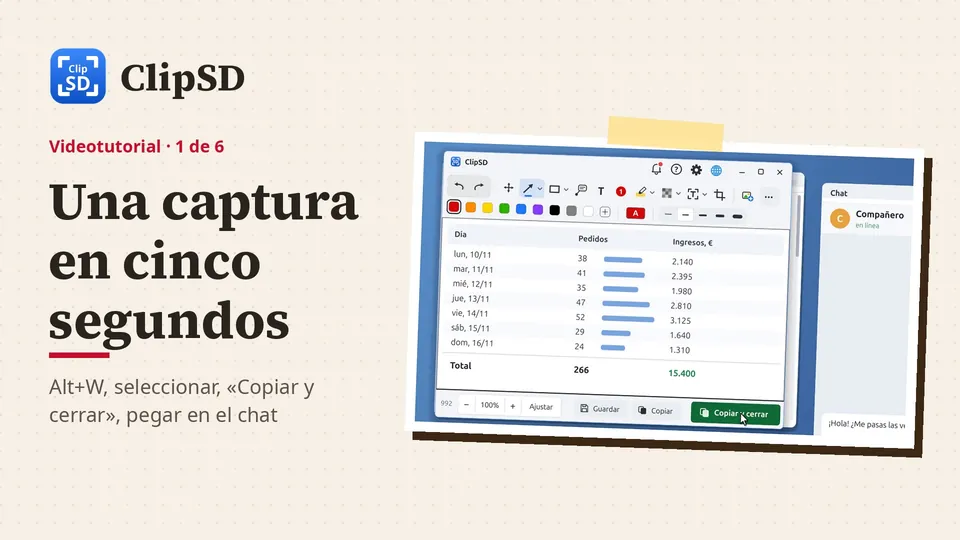 Clip
SD
ClipSD
Videotutorial · 1 de 6
Una captura
en cinco
segundos
Alt+W, seleccionar, «Copiar y
cerrar», pegar en el chat
ClipSD
T
1
A
Día Pedidos Ingresos, €
lun, 10/11 38 2.140
mar, 11/11 41 2.395
mié, 12/11 35 1.980
jue, 13/11 47 2.810
vie, 14/11 52 3.125
sáb, 15/11 29 1.640
dom, 16/11 24 1.310
Total 266 15.400
992 − 100% + Ajustar Guardar Copiar Copiar y cerrar
Chat
C
Compañero
en línea
¡Hola! ¿Me pasas las